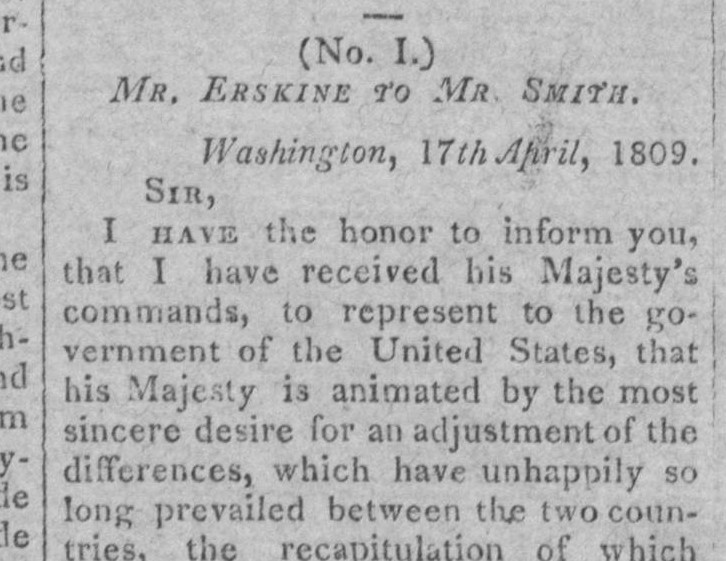 (No. I.)
MR. ERSKINE TO MR. SMITH.
Washington, 17th April, 1809.
SIR,
I HAVE the honor to inform you,
that I have received his Majesty's
commands, to represent to the go-
vernment of the United States, that
his Majesty is animated by the most
sincere desire for an adjustment of the
differences, which have unhappily so
long prevailed between the two coun-
tries, the recapitulation of which